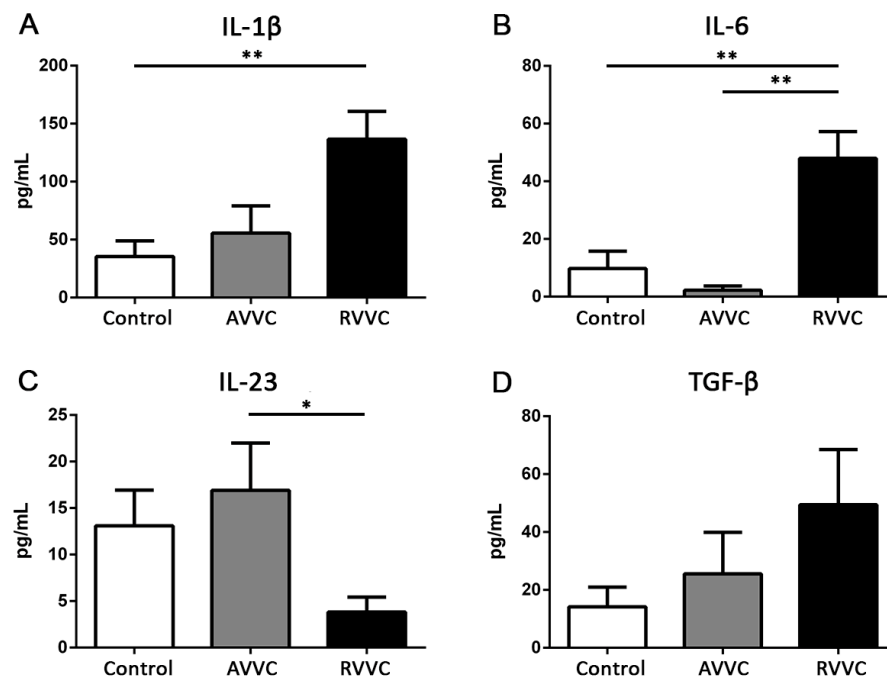 A
IL-1β
**
200
150
100
50
0
pg/mL
Control AVVC RVVC
B
IL-6
**
**
80
60
40
20
0
pg/mL
Control AVVC RVVC
C
IL-23
*
25
20
15
10
5
0
pg/mL
Control AVVC RVVC
D
TGF-β
80
60
40
20
0
pg/mL
Control AVVC RVVC